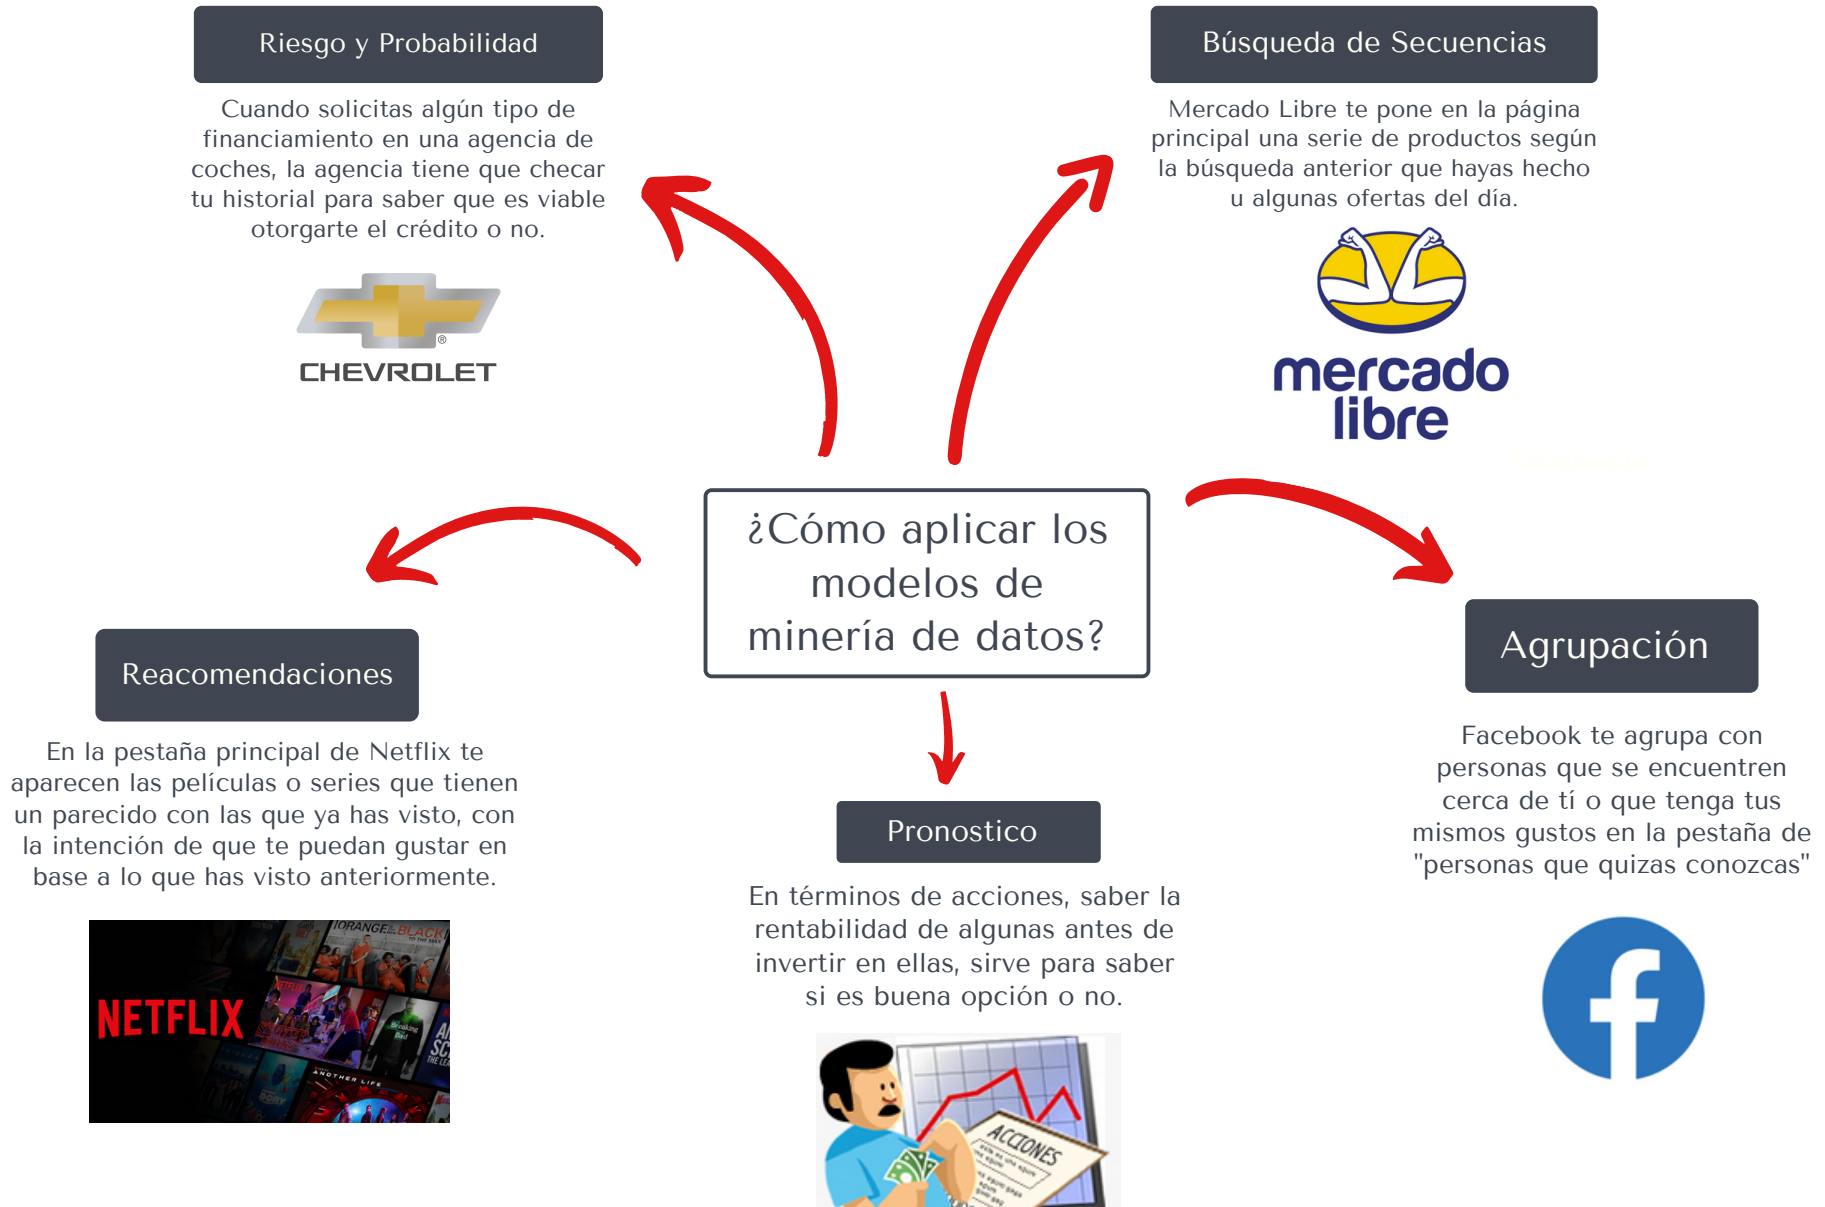 Riesgo y Probabilidad
Cuando solicitas algún tipo de
financiamiento en una agencia de
coches, la agencia tiene que checar
tu historial para saber que es viable
otorgarte el crédito o no.
®
CHEVROLET
Búsqueda de Secuencias
Mercado Libre te pone en la página
principal una serie de productos según
la búsqueda anterior que hayas hecho
u algunas ofertas del día.
mercado
libre
¿Cómo aplicar los
modelos de
minería de datos?
Reacomendaciones
En la pestaña principal de Netflix te
aparecen las películas o series que tienen
un parecido con las que ya has visto, con
la intención de que te puedan gustar en
base a lo que has visto anteriormente.
NETFLIX
ORANGE
BLACK
NETFLIX
Breaking
Bad
DORY
ANOTHER LIFE
Pronostico
En términos de acciones, saber la
rentabilidad de algunas antes de
invertir en ellas, sirve para saber
si es buena opción o no.
ACCIONES
Agrupación
Facebook te agrupa con
personas que se encuentren
cerca de tí o que tenga tus
mismos gustos en la pestaña de
"personas que quizas conozcas"
f